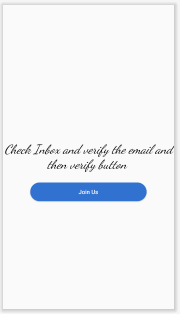 Check Inbox and verify the email and
then verify button
Join Us